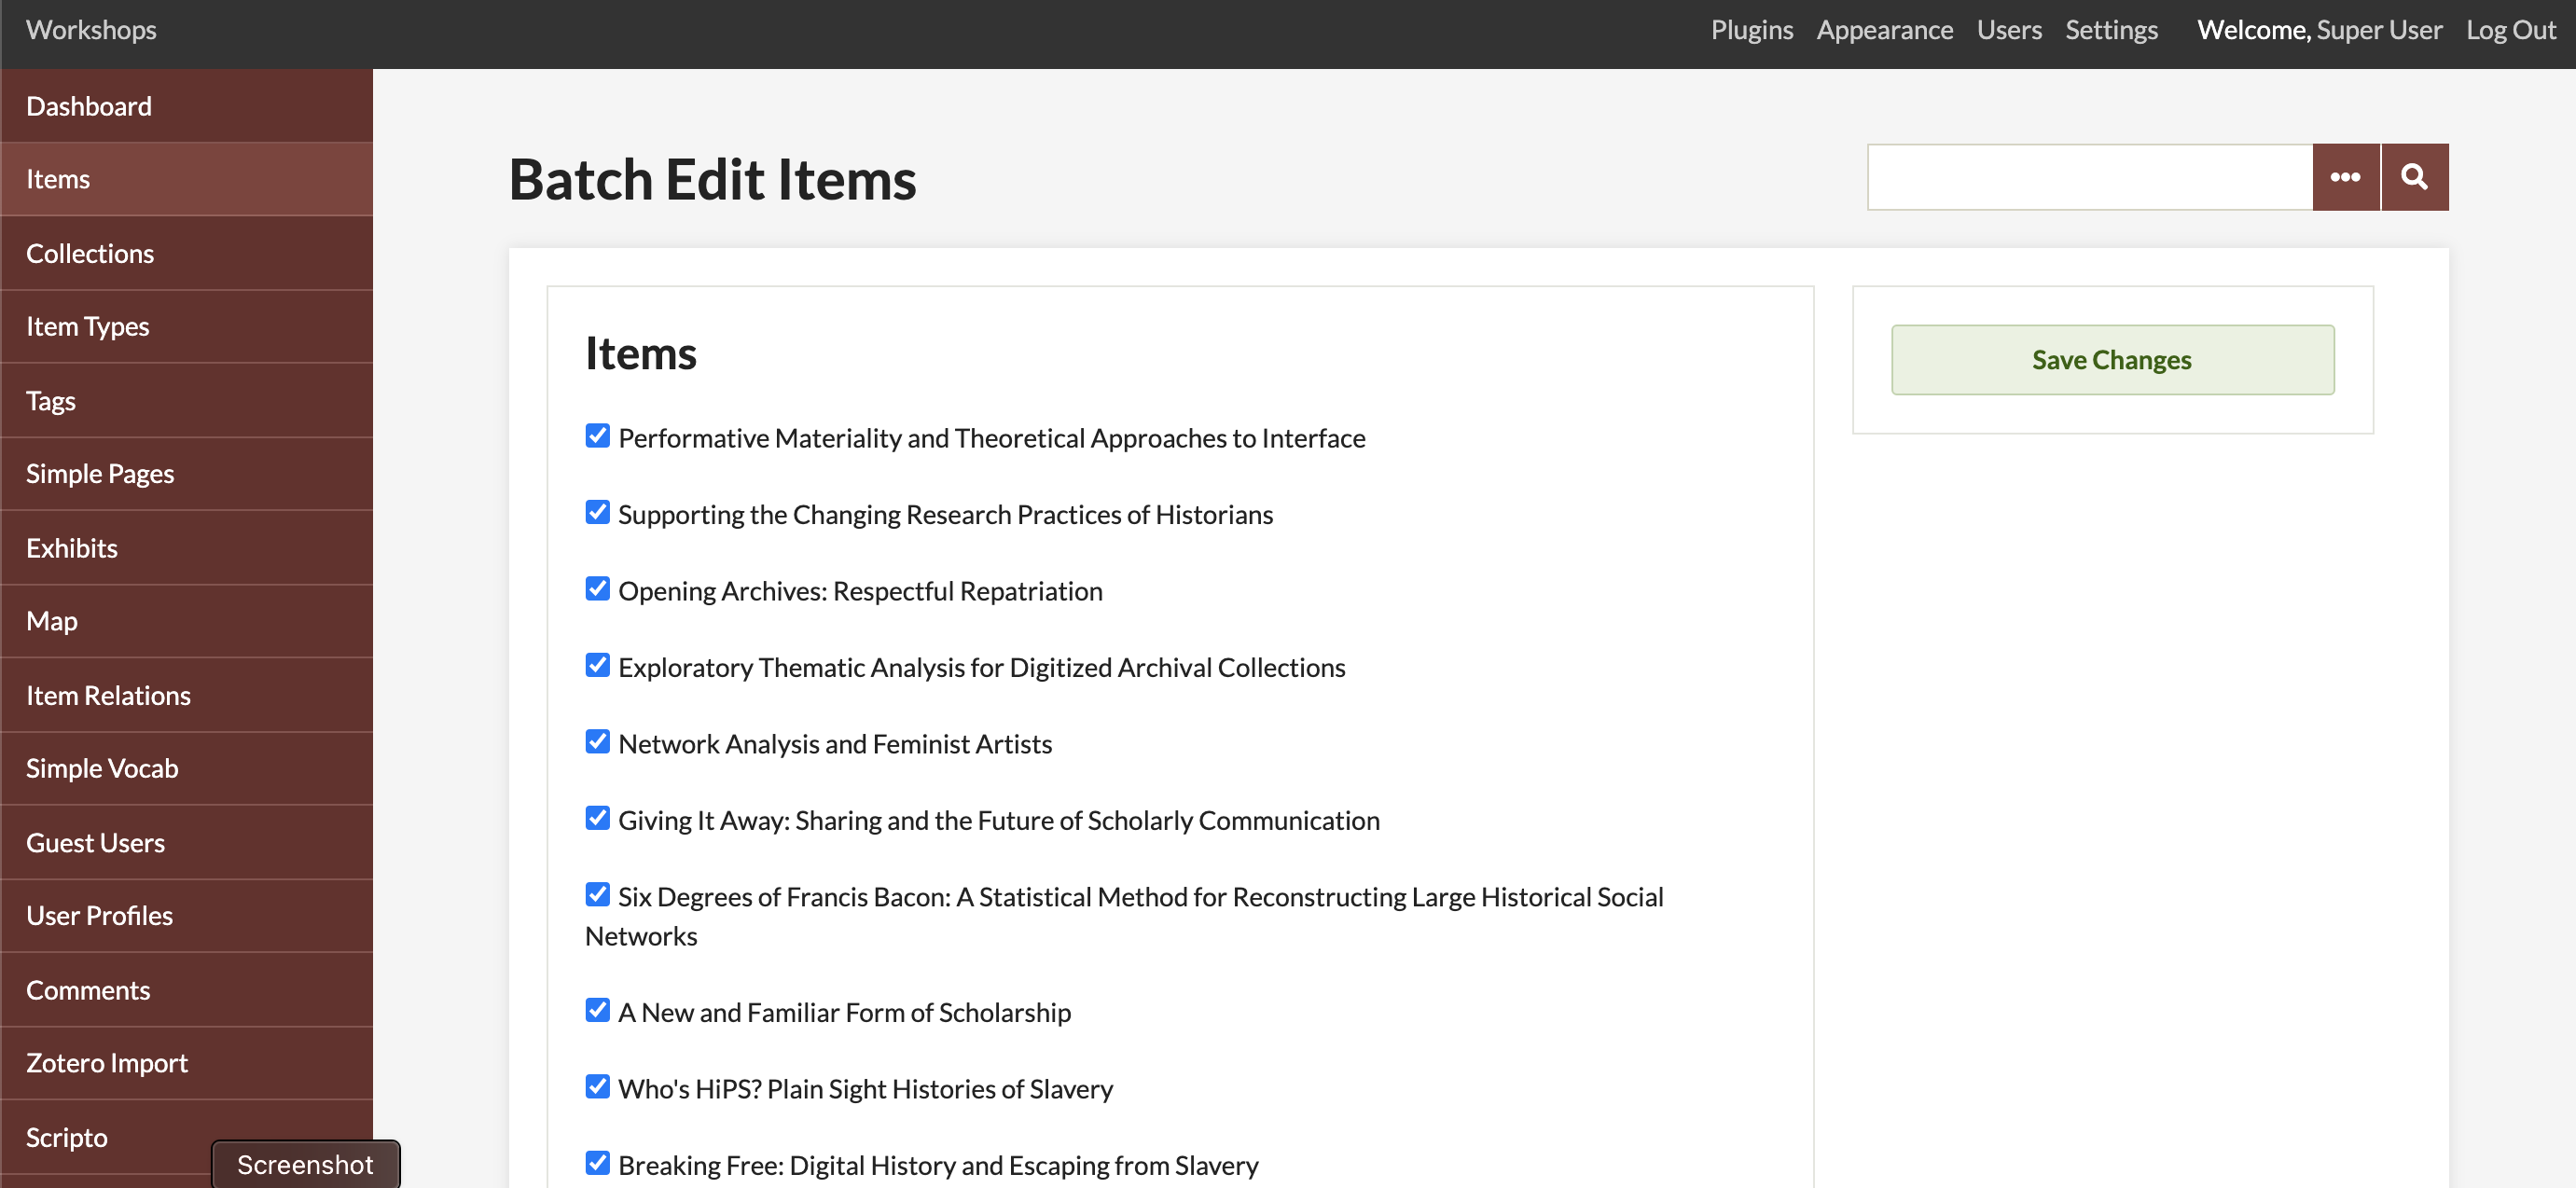 Workshops
Plugins Appearance Users Settings Welcome, Super User Log Out
Dashboard
Items
Collections
Item Types
Tags
Simple Pages
Exhibits
Map
Item Relations
Simple Vocab
Guest Users
User Profiles
Comments
Zotero Import
Scripto
Screenshot
Batch Edit Items
Items
Performative Materiality and Theoretical Approaches to Interface
Supporting the Changing Research Practices of Historians
Opening Archives: Respectful Repatriation
Exploratory Thematic Analysis for Digitized Archival Collections
Network Analysis and Feminist Artists
Giving It Away: Sharing and the Future of Scholarly Communication
Six Degrees of Francis Bacon: A Statistical Method for Reconstructing Large Historical Social
Networks
A New and Familiar Form of Scholarship
Who's HiPS? Plain Sight Histories of Slavery
Breaking Free: Digital History and Escaping from Slavery
Save Changes